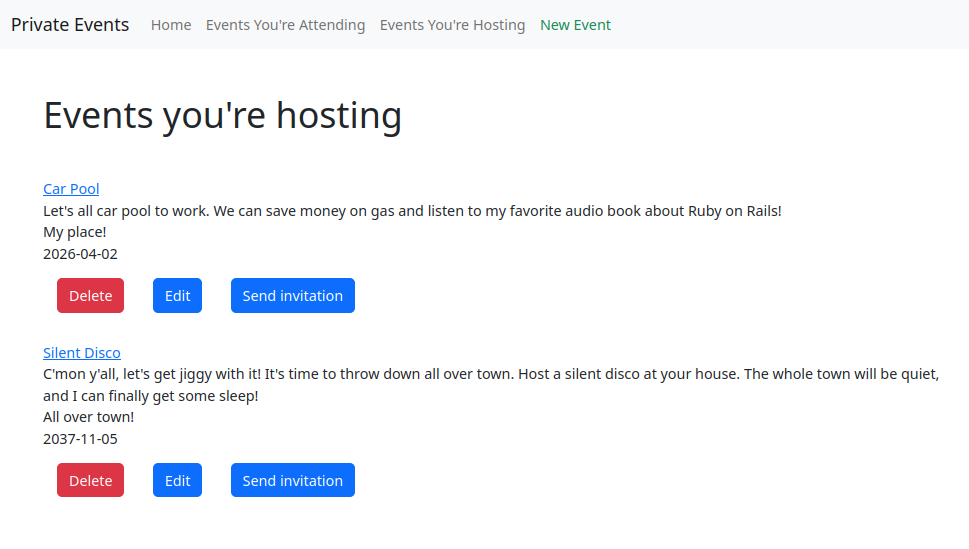 Private Events Home Events You're Attending Events You're Hosting New Event
Events you're hosting
Car Pool
Let's all car pool to work. We can save money on gas and listen to my favorite audio book about Ruby on Rails!
My place!
2026-04-02
Delete Edit Send invitation
Silent Disco
C'mon y'all, let's get jiggy with it! It's time to throw down all over town. Host a silent disco at your house. The whole town will be quiet,
and I can finally get some sleep!
All over town!
2037-11-05
Delete Edit Send invitation